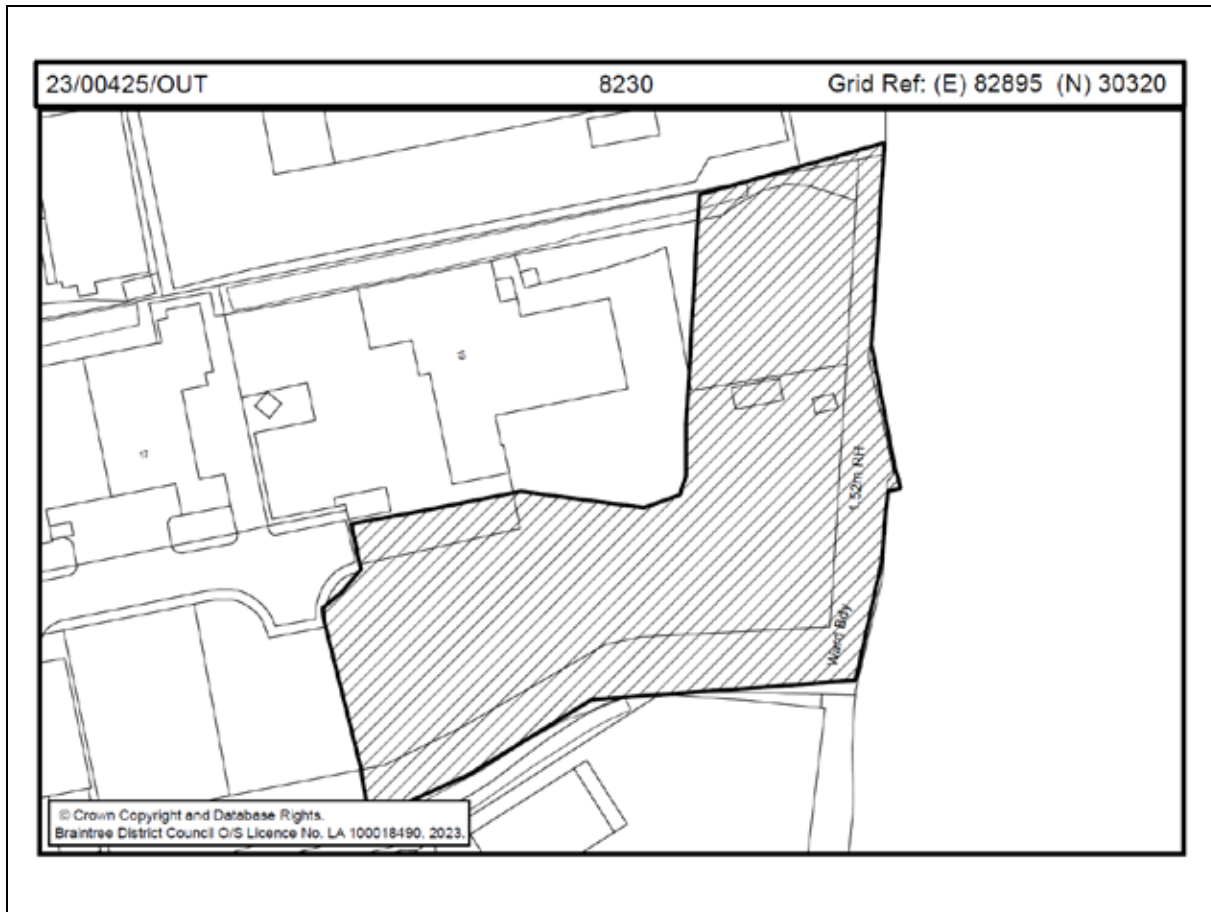 23/00425/OUT 8230 Grid Ref: (E) 82895 (N) 30320
1.52m RH
Ward Bdy
© Crown Copyright and Database Rights.
Braintree District Council O/S Licence No. LA 100018490. 2023.